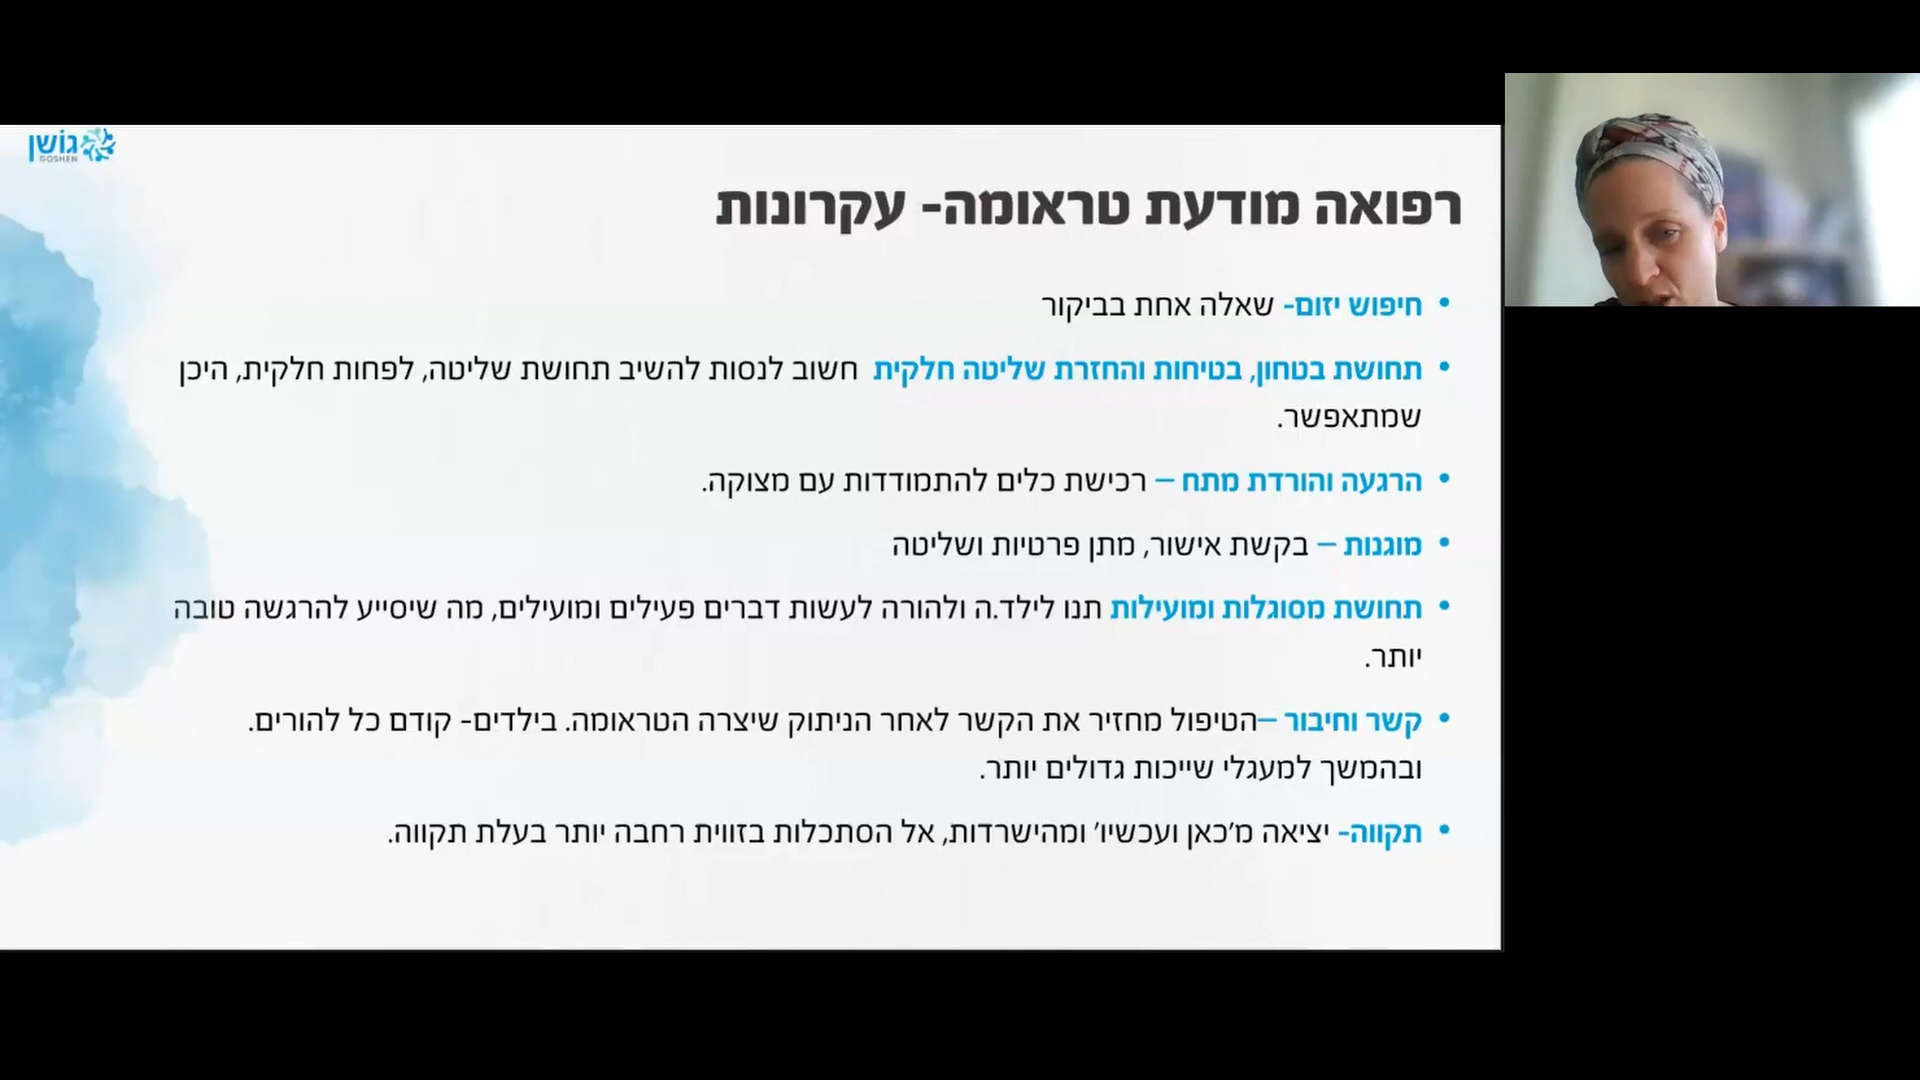 גושן
GOSHEN
רפואה מודעת טראומה- עקרונות
• חיפוש יזום- שאלה אחת בביקור
• תחושת בטחון, בטיחות והחזרת שליטה חלקית חשוב לנסות להשיב תחושת שליטה, לפחות חלקית, היכן
שמתאפשר.
• הרגעה והורדת מתח – רכישת כלים להתמודדות עם מצוקה.
• מוגנות – בקשת אישור, מתן פרטיות ושליטה
• תחושת מסוגלות ומועילות תנו לילד.ה ולהורה לעשות דברים פעילים ומועילים, מה שיסייע להרגשה טובה
יותר.
• קשר וחיבור –הטיפול מחזיר את הקשר לאחר הניתוק שיצרה הטראומה. בילדים- קודם כל להורים.
ובהמשך למעגלי שייכות גדולים יותר.
• תקווה- יציאה מ'כאן ועכשיו' ומהישרדות, אל הסתכלות בזווית רחבה יותר בעלת תקווה.